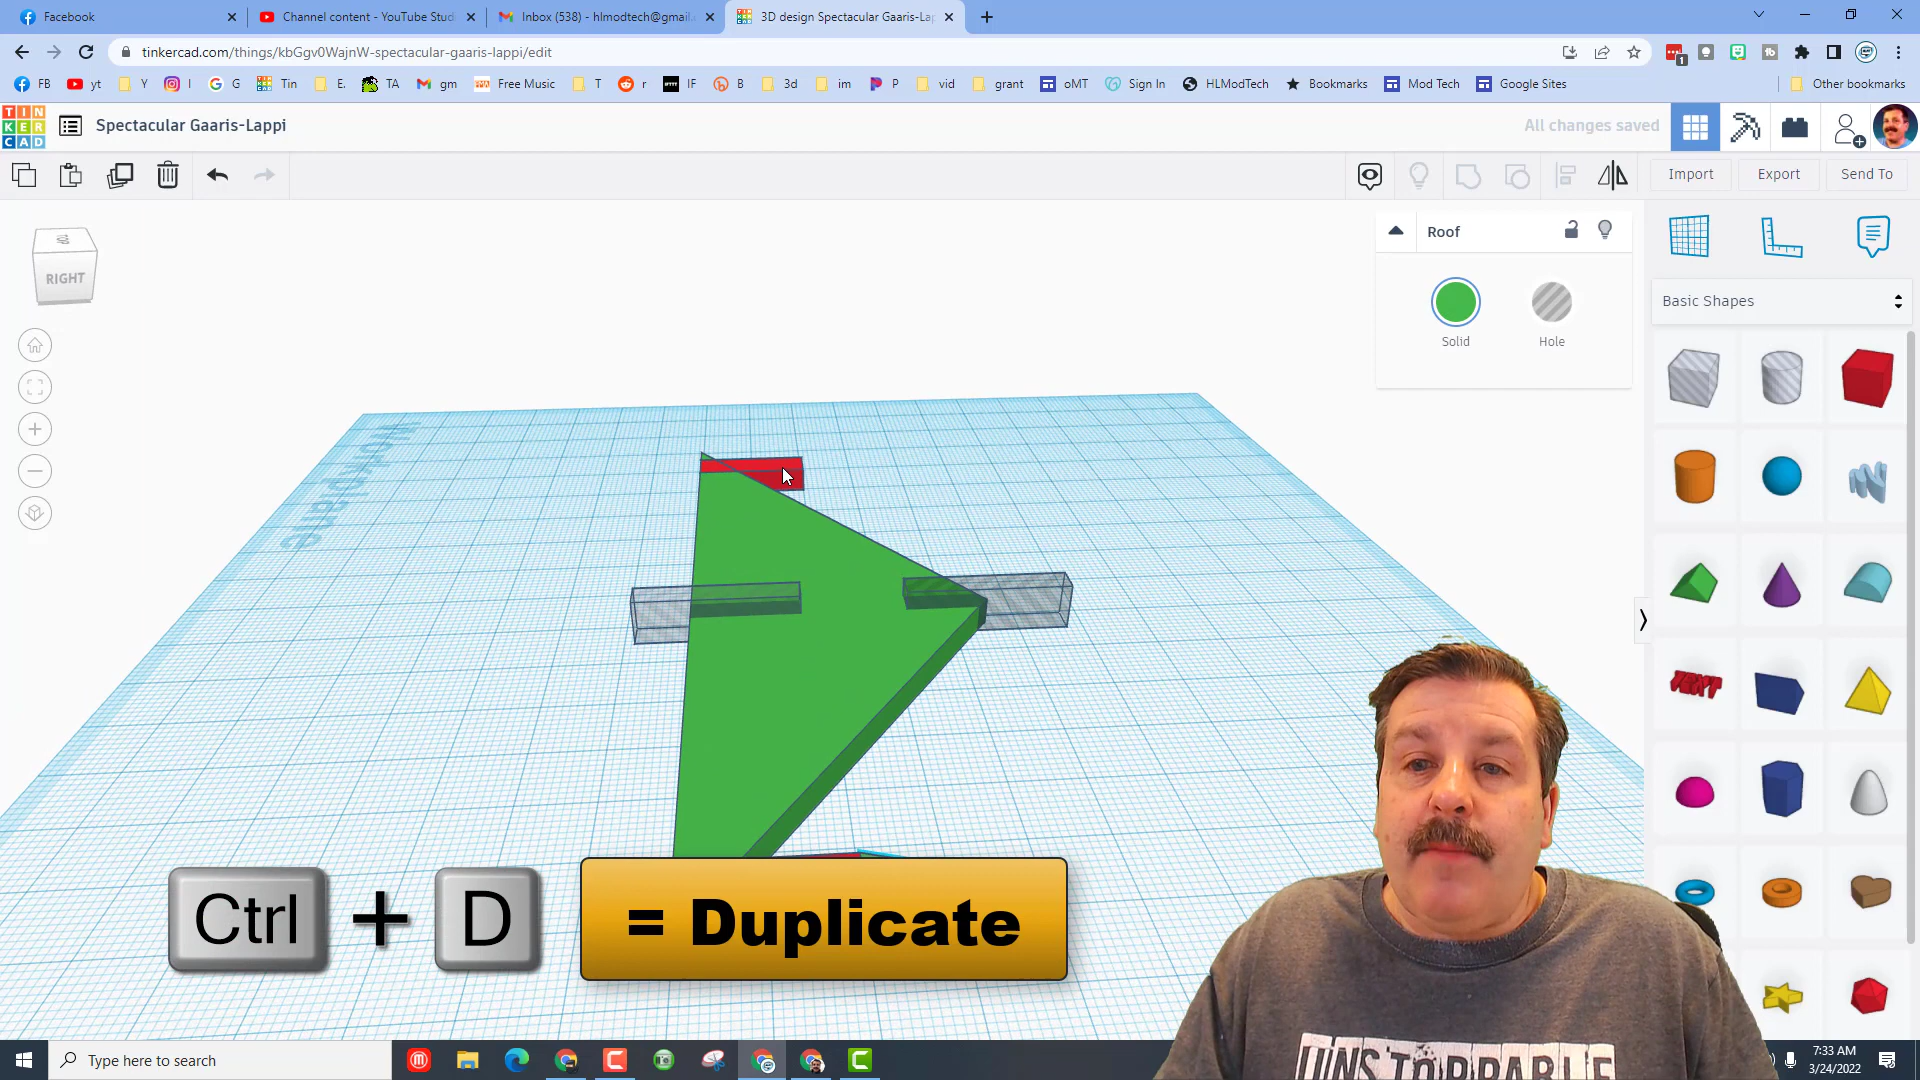 Facebook
Channel content - YouTube Stud
Inbox (538) - hlmodtech@gmail.
3D design Spectacular Gaaris-La
tinkercad.com/things/kbGgv0WajnW-spectacular-gaaris-lappi/edit
1
FB
yt
Y
I
G
Tin
E.
TA
gm
Free Music
T
r
IF
B
3d
im
P
vid
grant
oMT
Sign In
HLModTech
Bookmarks
Mod Tech
Google Sites
Other bookmarks
TIN
KER
CAD
Spectacular Gaaris-Lappi
All changes saved
Import
Export
Send To
RIGHT
Roof
Solid
Hole
Basic Shapes
Workplane
TEXT
Ctrl + D = Duplicate
UNSTOPPABLE
Type here to search
7:33 AM
3/24/2022